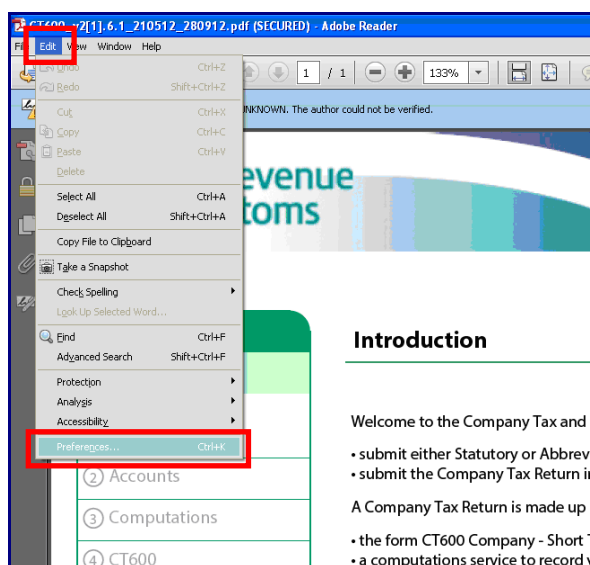 CT600_v2[1].6.1_210512_280912.pdf (SECURED) - Adobe Reader
Edit View Window Help
1 / 1 133%
Undo Ctrl+Z
Redo Shift+Ctrl+Z
Cut Ctrl+X
Copy Ctrl+C
Paste Ctrl+V
Delete
Select All Ctrl+A
Deselect All Shift+Ctrl+A
Copy File to Clipboard
Take a Snapshot
Check Spelling
Look Up Selected Word...
Find Ctrl+F
Advanced Search Shift+Ctrl+F
Protection
Analysis
Accessibility
Preferences... Ctrl+K
UNKNOWN. The author could not be verified.
evenue
toms
2 Accounts
3 Computations
4 CT600
Introduction
Welcome to the Company Tax and
• submit either Statutory or Abbrev
• submit the Company Tax Return i
A Company Tax Return is made up
• the form CT600 Company - Short T
• a computations service to record